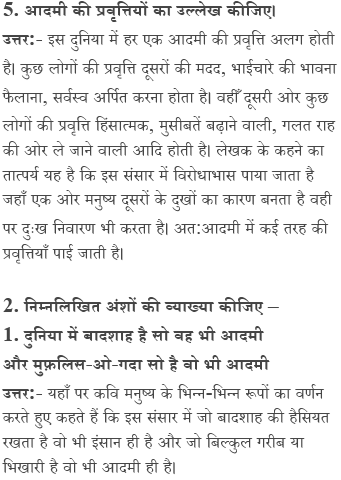 5. आदमी की प्रवृत्तियों का उल्लेख कीजिए।
उत्तर:- इस दुनिया में हर एक आदमी की प्रवृत्ति अलग होती
है। कुछ लोगों की प्रवृत्ति दूसरों की मदद, भाईचारे की भावना
फैलाना, सर्वस्व अर्पित करना होता है। वहीँ दूसरी ओर कुछ
लोगों की प्रवृत्ति हिंसात्मक, मुसीबतें बढ़ाने वाली, गलत राह
की ओर ले जाने वाली आदि होती है। लेखक के कहने का
तात्पर्य यह है कि इस संसार में विरोधाभास पाया जाता है
जहाँ एक ओर मनुष्य दूसरों के दुखों का कारण बनता है वही
पर दुःख निवारण भी करता है। अत:आदमी में कई तरह की
प्रवृत्तियाँ पाई जाती है।
2. निम्नलिखित अंशों की व्याख्या कीजिए –
1. दुनिया में बादशाह है सो वह भी आदमी
और मुफ़लिस-ओ-गदा सो है वो भी आदमी
उत्तर:- यहाँ पर कवि मनुष्य के भिन्न-भिन्न रूपों का वर्णन
करते हुए कहते हैं कि इस संसार में जो बादशाह की हैसियत
रखता है वो भी इंसान ही है और जो बिल्कुल गरीब या
भिखारी है वो भी आदमी ही है।